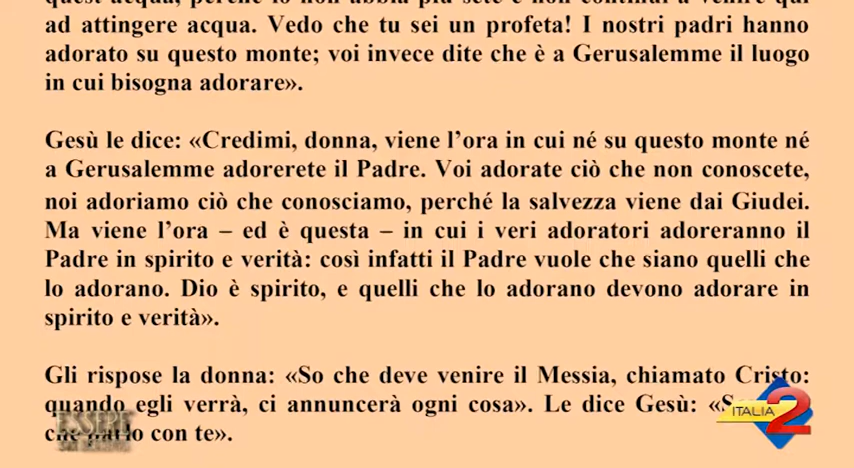 ad attingere acqua. Vedo che tu sei un profeta! I nostri padri hanno
adorato su questo monte; voi invece dite che è a Gerusalemme il luogo
in cui bisogna adorare».
Gesù le dice: «Credimi, donna, viene l’ora in cui né su questo monte né
a Gerusalemme adorerete il Padre. Voi adorate ciò che non conoscete,
noi adoriamo ciò che conosciamo, perché la salvezza viene dai Giudei.
Ma viene l’ora – ed è questa – in cui i veri adoratori adoreranno il
Padre in spirito e verità: così infatti il Padre vuole che siano quelli che
lo adorano. Dio è spirito, e quelli che lo adorano devono adorare in
spirito e verità».
Gli rispose la donna: «So che deve venire il Messia, chiamato Cristo:
quando egli verrà, ci annuncerà ogni cosa». Le dice Gesù:
con te».
ITALIA 2